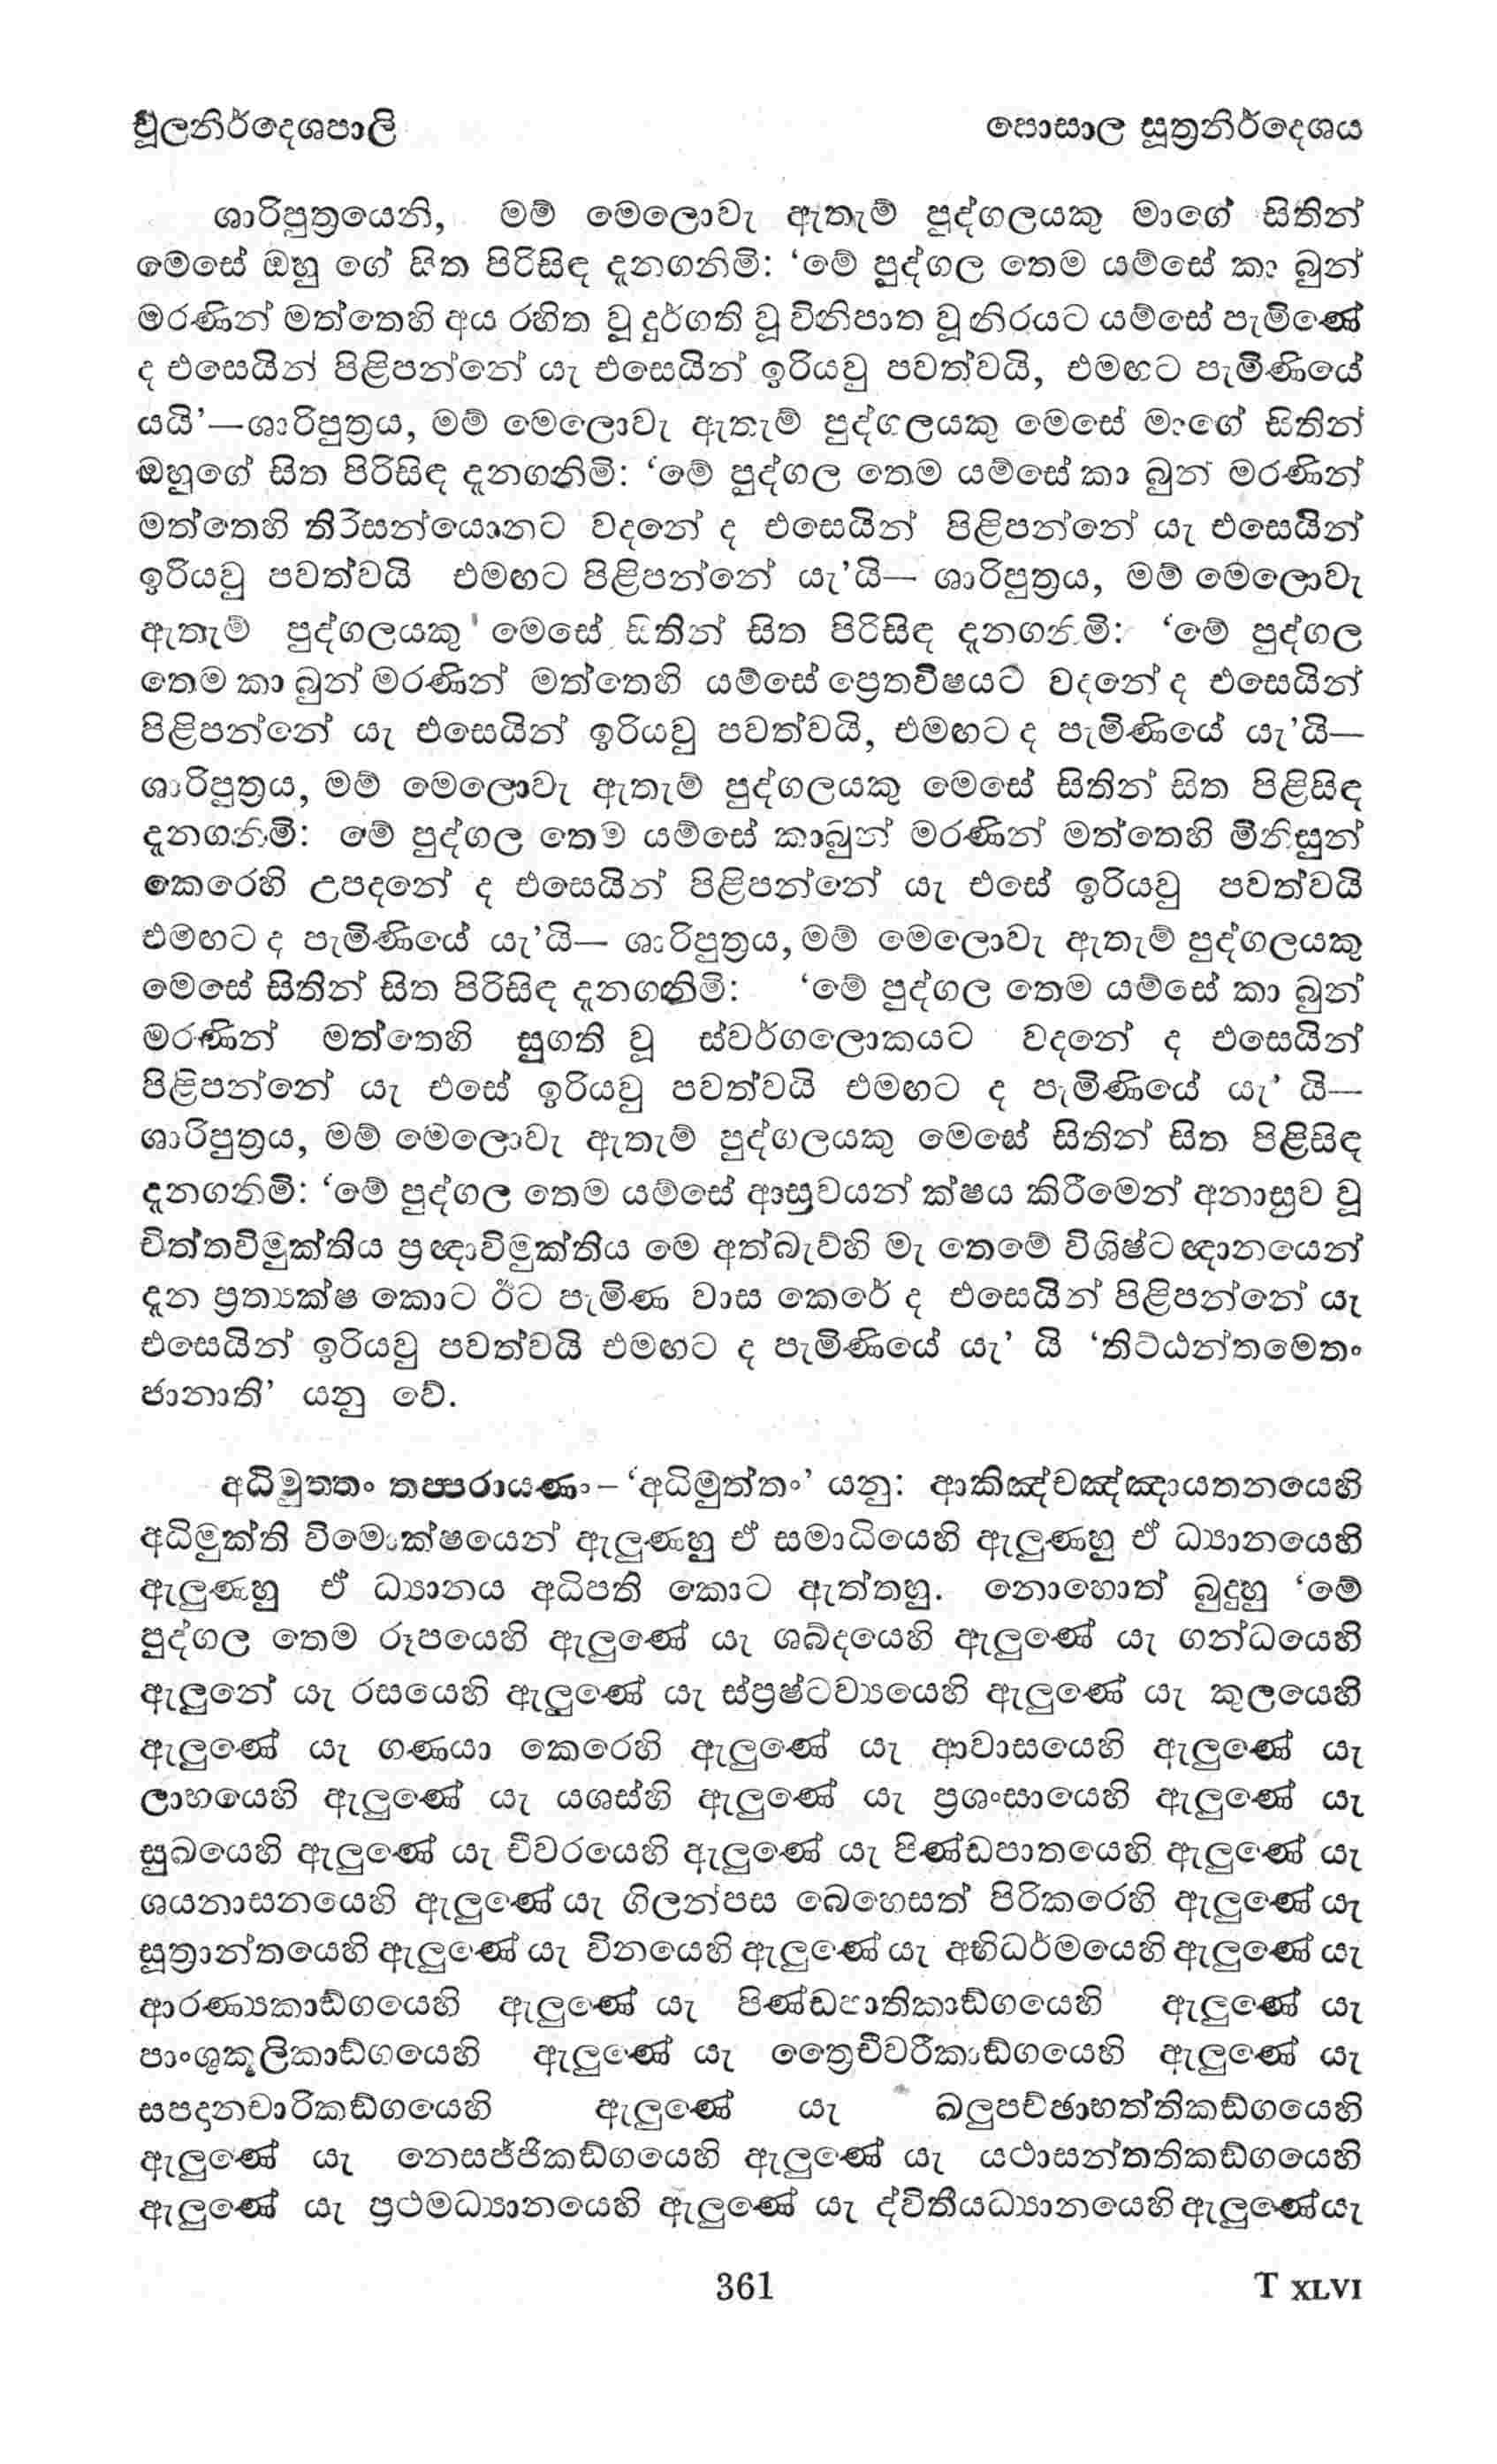 චූලනිර්දෙශපාලි පොසාල සූත්‍රනිර්දෙශය
ශාරිපුත්‍රයෙනි, මම් මෙලොවැ ඇතැම් පුද්ගලයකු මාගේ සිතින්
මෙසේ ඔහු ගේ සිත පිරිසිඳ දැනගනිමි: ‘මේ පුද්ගල තෙම යම්සේ කා බුන්
මරණින් මත්තෙහි අය රහිත වූ දුර්ගති වූ විනිපාත වූ නිරයට යම්සේ පැමිණේ
ද එසෙයින් පිළිපන්නේ යැ එසෙයින් ඉරියවු පවත්වයි, එමඟට පැමිණියේ
යයි’—ශාරිපුත්‍රය, මම් මෙලොවැ ඇතැම් පුද්ගලයකු මෙසේ මාගේ සිතින්
ඔහුගේ සිත පිරිසිඳ දැනගනිමි: ‘මේ පුද්ගල තෙම යම්සේ කා බුන් මරණින්
මත්තෙහි තිරිසන්යොනට වදනේ ද එසෙයින් පිළිපන්නේ යැ එසෙයින්
ඉරියවු පවත්වයි එමඟට පිළිපන්නේ යැ’යි— ශාරිපුත්‍රය, මම් මෙලොවැ
ඇතැම් පුද්ගලයකු මෙසේ සිතින් සිත පිරිසිඳ දැනගනිමි: ‘මේ පුද්ගල
තෙම කා බුන් මරණින් මත්තෙහි යම්සේ ප්‍රෙතවිෂයට වදනේ ද එසෙයින්
පිළිපන්නේ යැ එසෙයින් ඉරියවු පවත්වයි, එමඟට ද පැමිණියේ යැ’යි—
ශාරිපුත්‍රය, මම් මෙලොවැ ඇතැම් පුද්ගලයකු මෙසේ සිතින් සිත පිළිසිඳ
දැනගනිමි: මේ පුද්ගල තෙම යම්සේ කාබුන් මරණින් මත්තෙහි මිනිසුන්
කෙරෙහි උපදනේ ද එසෙයින් පිළිපන්නේ යැ එසේ ඉරියවු පවත්වයි
එමඟට ද පැමිණියේ යැ’යි— ශාරිපුත්‍රය, මම් මෙලොවැ ඇතැම් පුද්ගලයකු
මෙසේ සිතින් සිත පිරිසිඳ දැනගනිමි: ‘මේ පුද්ගල තෙම යම්සේ කා බුන්
මරණින් මත්තෙහි සුගති වූ ස්වර්ගලොකයට වදනේ ද එසෙයින්
පිළිපන්නේ යැ එසේ ඉරියවු පවත්වයි එමඟට ද පැමිණියේ යැ’ යි—
ශාරිපුත්‍රය, මම් මෙලොවැ ඇතැම් පුද්ගලයකු මෙසේ සිතින් සිත පිළිසිඳ
දැනගනිමි: ‘මේ පුද්ගල තෙම යම්සේ ආස්‍රවයන් ක්ෂය කිරීමෙන් අනාස්‍රව වූ
චිත්තවිමුක්තිය ප්‍රඥාවිමුක්තිය මෙ අත්බැව්හි මැ තෙමේ විශිෂ්ට ඥානයෙන්
දැන ප්‍රත්‍යක්ෂ කොට ඊට පැමිණ වාස කෙරේ ද එසෙයින් පිළිපන්නේ යැ
එසෙයින් ඉරියවු පවත්වයි එමඟට ද පැමිණියේ යැ’ යි ‘තිට්ඨන්තමෙතං
ජානාති’ යනු වේ.
අධිමුත්තං තප්පරායණං–‘අධිමුත්තං’ යනු: ආකිඤ්චඤ්ඤායතනයෙහි
අධිමුක්ති විමොක්ෂයෙන් ඇලුණහු ඒ සමාධියෙහි ඇලුණහු ඒ ධ්‍යානයෙහි
ඇලුණහු ඒ ධ්‍යානය අධිපති කොට ඇත්තහු. නොහොත් බුදුහු ‘මේ
පුද්ගල තෙම රූපයෙහි ඇලුණේ යැ ශබ්දයෙහි ඇලුණේ යැ ගන්ධයෙහි
ඇලුනේ යැ රසයෙහි ඇලුණේ යැ ස්ප්‍රෂ්ටව්‍යයෙහි ඇලුණේ යැ කුලයෙහි
ඇලුණේ යැ ගණයා කෙරෙහි ඇලුණේ යැ ආවාසයෙහි ඇලුණේ යැ
ලාභයෙහි ඇලුණේ යැ යශස්හි ඇලුණේ යැ ප්‍රශංසායෙහි ඇලුණේ යැ
සුඛයෙහි ඇලුණේ යැ චීවරයෙහි ඇලුණේ යැ පිණ්ඩපාතයෙහි ඇලුණේ යැ
ශයනාසනයෙහි ඇලුණේ යැ ගිලන්පස බෙහෙසත් පිරිකරෙහි ඇලුණේ යැ
සූත්‍රාන්තයෙහි ඇලුණේ යැ විනයෙහි ඇලුණේ යැ අභිධර්මයෙහි ඇලුණේ යැ
ආරණ්‍යකාඞ්ගයෙහි ඇලුණේ යැ පිණ්ඩපාතිකාඞ්ගයෙහි ඇලුණේ යැ
පාංශුකූලිකාඞ්ගයෙහි ඇලුණේ යැ ත්‍රෛචීවරිකාඞ්ගයෙහි ඇලුණේ යැ
සපදානචාරිකඞ්ගයෙහි ඇලුණේ යැ ඛලුපච්ඡාභත්තිකඞ්ගයෙහි
ඇලුණේ යැ නෙසජ්ජිකඞ්ගයෙහි ඇලුණේ යැ යථාසන්තතිකඞ්ගයෙහි
ඇලුණේ යැ ප්‍රථමධ්‍යානයෙහි ඇලුණේ යැ ද්විතීයධ්‍යානයෙහි ඇලුණේයැ
361 T XLVI